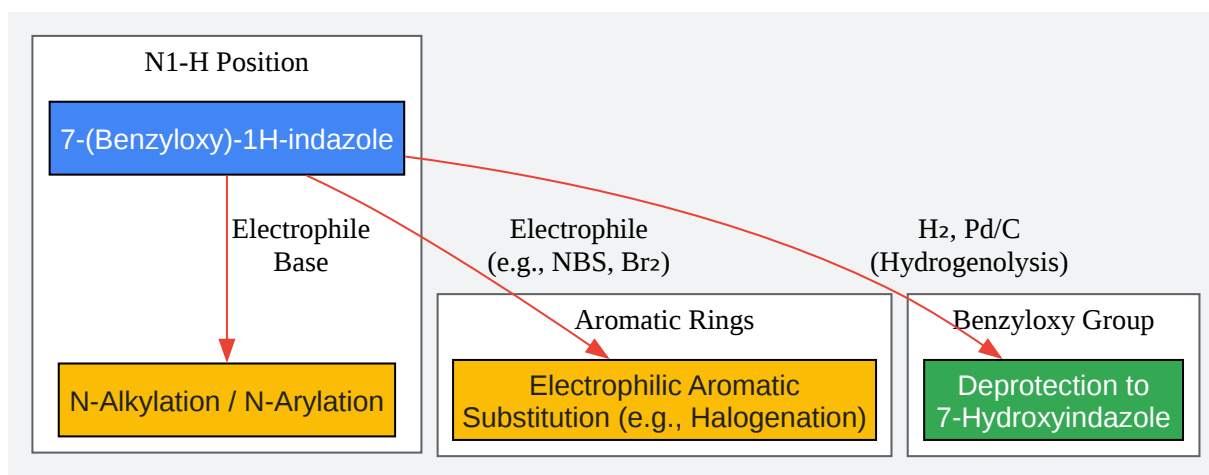 N1-H Position
7-(Benzyloxy)-1H-indazole
Electrophile
Base
Electrophile
(e.g., NBS, Br₂)
H₂, Pd/C
(Hydrogenolysis)
N-Alkylation / N-Arylation
Aromatic Rings
Electrophilic Aromatic
Substitution (e.g., Halogenation)
Benzyloxy Group
Deprotection to
7-Hydroxyindazole